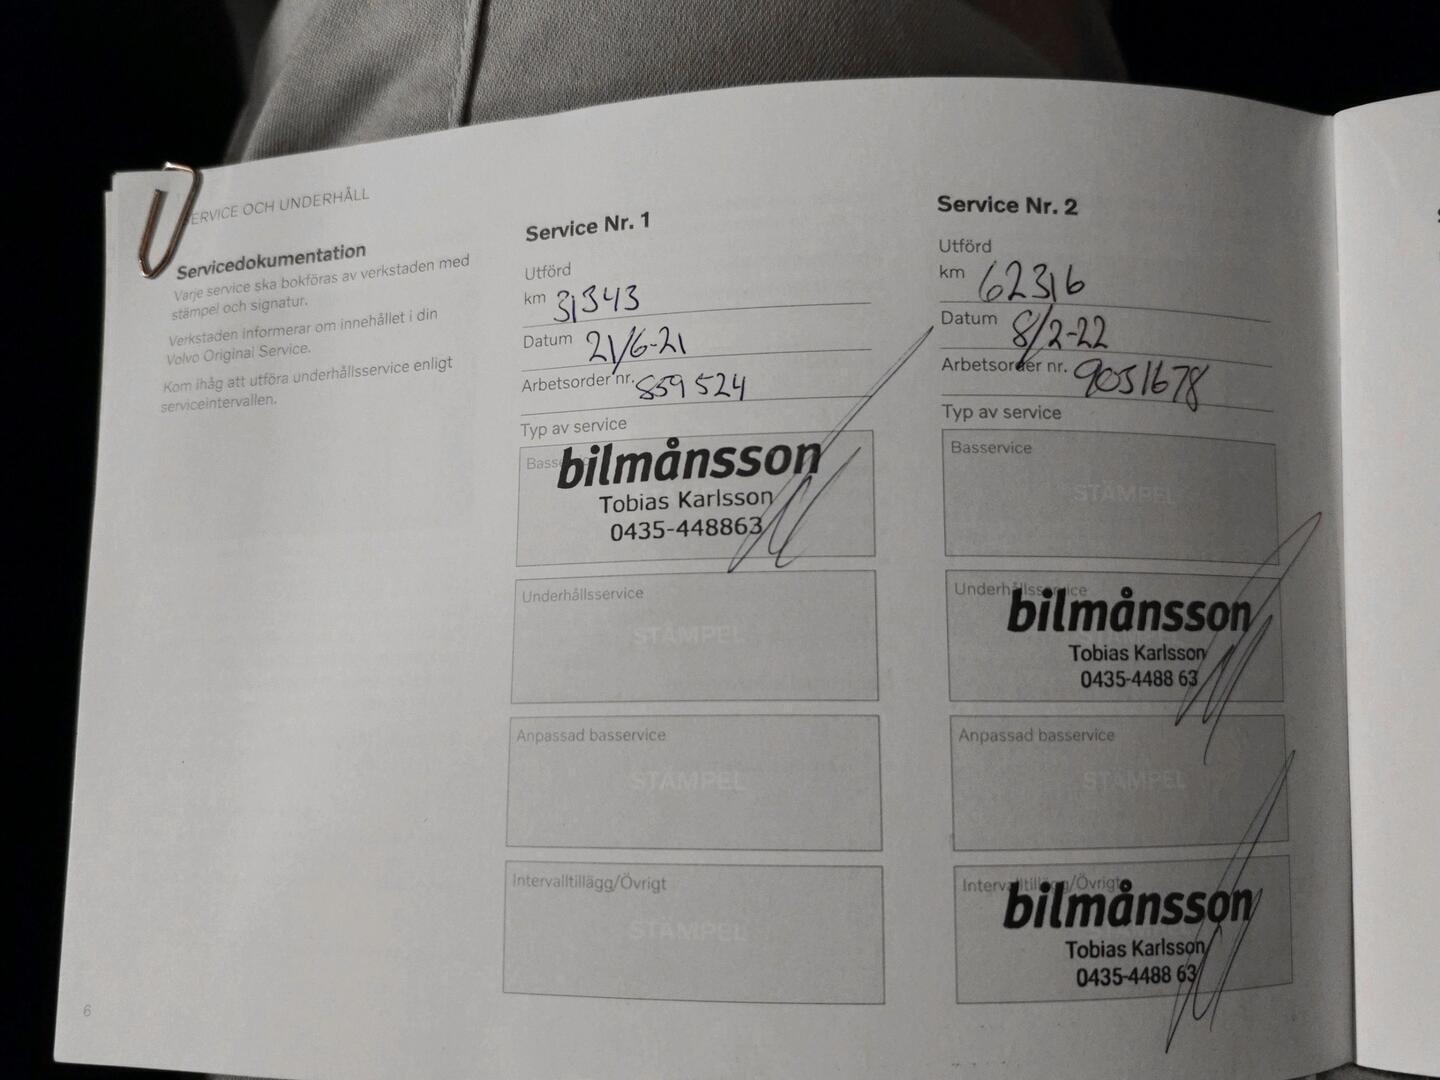 SERVICE OCH UNDERHÅLL
Servicedokumentation
Varje service ska bokföras av verkstaden med
stämpel och signatur.
Verkstaden informerar om innehållet i din
Volvo Original Service.
Kom ihåg att utföra underhållsservice enligt
serviceintervallen.
6
Service Nr. 1
Utförd
km 31343
Datum 21/6-21
Arbetsorder nr. 859524
Typ av service
Basservice
bilmånsson
Tobias Karlsson
0435-448863
Underhållsservice
STÄMPEL
Anpassad basservice
STÄMPEL
Intervalltillägg/Övrigt
STÄMPEL
Service Nr. 2
Utförd
km 62316
Datum 8/2-22
Arbetsorder nr. 9051678
Typ av service
Basservice
STÄMPEL
Underhållsservice
bilmånsson
Tobias Karlsson
0435-4488 63
Anpassad basservice
STÄMPEL
Intervalltillägg/Övrigt
bilmånsson
Tobias Karlsson
0435-4488 63